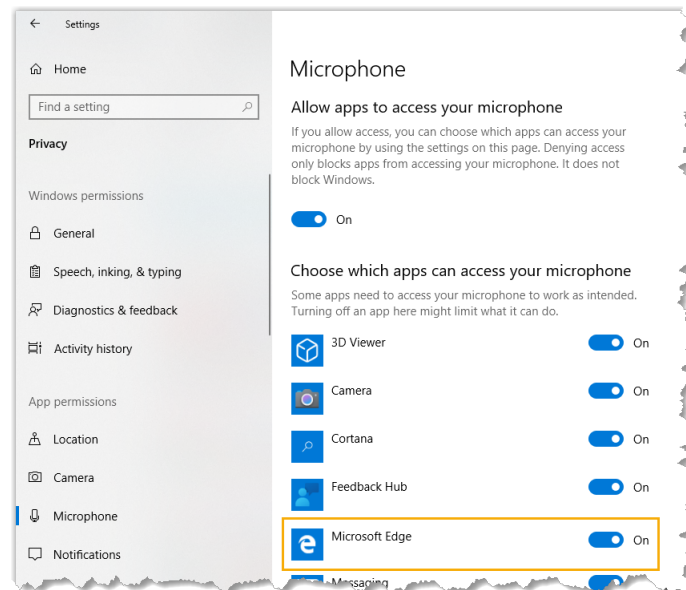 Settings
Home
Find a setting
Privacy
Windows permissions
General
Speech, inking, & typing
Diagnostics & feedback
Activity history
App permissions
Location
Camera
Microphone
Notifications
Microphone
Allow apps to access your microphone
If you allow access, you can choose which apps can access your
microphone by using the settings on this page. Denying access
only blocks apps from accessing your microphone. It does not
block Windows.
On
Choose which apps can access your microphone
Some apps need to access your microphone to work as intended.
Turning off an app here might limit what it can do.
3D Viewer On
Camera On
Cortana On
Feedback Hub On
Microsoft Edge On
Messaging